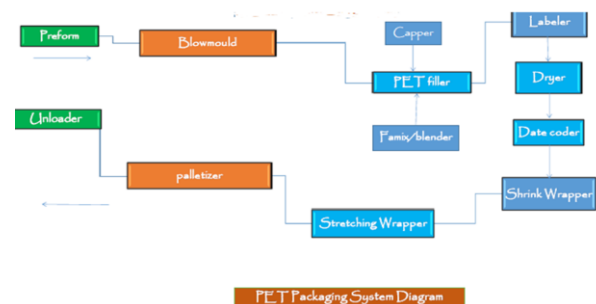 Preform
Blowmould
Capper
Labeler
PET filler
Dryer
Famix/blender
Date coder
Unloader
palletizer
Stretching Wrapper
Shrink Wrapper
PET Packaging System Diagram